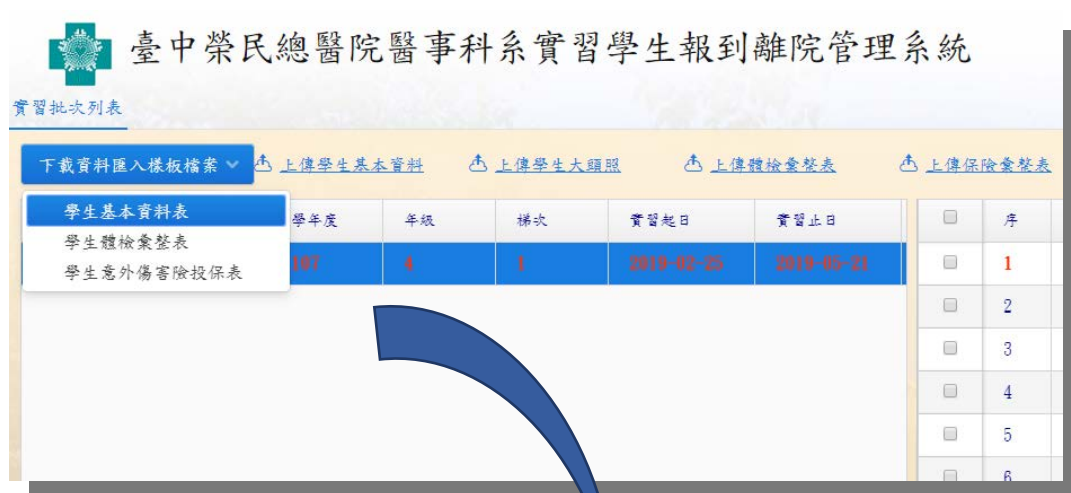 臺中榮民總醫院醫事科系實習學生報到離院管理系統
實習批次列表
下載資料匯入樣板檔案 上傳學生基本資料 上傳學生大頭照 上傳體檢彙整表 上傳保險彙整表
學生基本資料表
學生體檢彙整表
學生意外傷害險投保表
學年度 年級 梯次 實習起日 實習止日 序
107 4 1 2019-02-25 2019-05-21 1
2
3
4
5
6